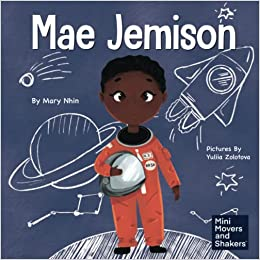 Mae Jemison
By Mary Nhin
Pictures By
Yuliia Zolotova
Mini
Movers and
Shakers